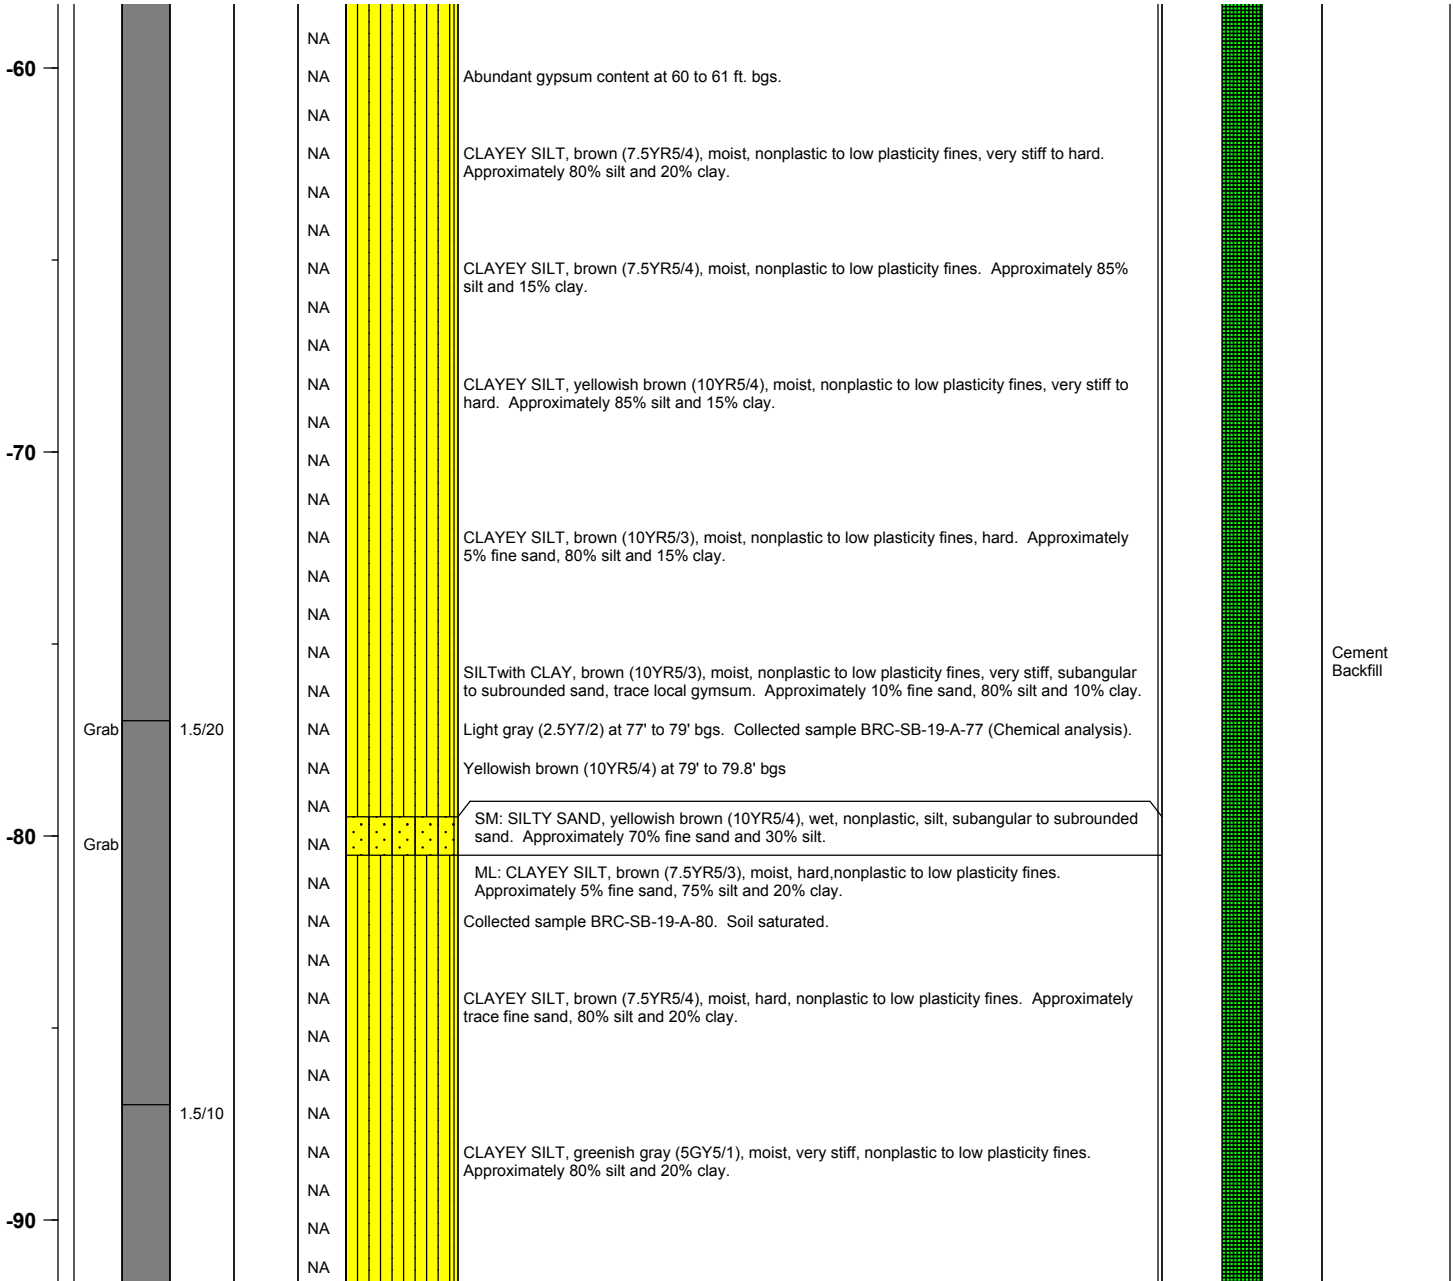 NA
-60
NA Abundant gypsum content at 60 to 61 ft. bgs.
NA
NA CLAYEY SILT, brown (7.5YR5/4), moist, nonplastic to low plasticity fines, very stiff to hard.
Approximately 80% silt and 20% clay.
NA
NA
NA CLAYEY SILT, brown (7.5YR5/4), moist, nonplastic to low plasticity fines. Approximately 85%
silt and 15% clay.
NA
NA
NA CLAYEY SILT, yellowish brown (10YR5/4), moist, nonplastic to low plasticity fines, very stiff to
hard. Approximately 85% silt and 15% clay.
NA
-70
NA
NA
NA CLAYEY SILT, brown (10YR5/3), moist, nonplastic to low plasticity fines, hard. Approximately
5% fine sand, 80% silt and 15% clay.
NA
NA
NA
Cement
Backfill
SILTwith CLAY, brown (10YR5/3), moist, nonplastic to low plasticity fines, very stiff, subangular
NA to subrounded sand, trace local gymsum. Approximately 10% fine sand, 80% silt and 10% clay.
Grab 1.5/20 NA Light gray (2.5Y7/2) at 77' to 79' bgs. Collected sample BRC-SB-19-A-77 (Chemical analysis).
NA Yellowish brown (10YR5/4) at 79' to 79.8' bgs
NA
SM: SILTY SAND, yellowish brown (10YR5/4), wet, nonplastic, silt, subangular to subrounded
sand. Approximately 70% fine sand and 30% silt.
-80
Grab NA
ML: CLAYEY SILT, brown (7.5YR5/3), moist, hard,nonplastic to low plasticity fines.
NA Approximately 5% fine sand, 75% silt and 20% clay.
NA Collected sample BRC-SB-19-A-80. Soil saturated.
NA
NA CLAYEY SILT, brown (7.5YR5/4), moist, hard, nonplastic to low plasticity fines. Approximately
trace fine sand, 80% silt and 20% clay.
NA
NA
1.5/10 NA
NA CLAYEY SILT, greenish gray (5GY5/1), moist, very stiff, nonplastic to low plasticity fines.
Approximately 80% silt and 20% clay.
NA
-90
NA
NA